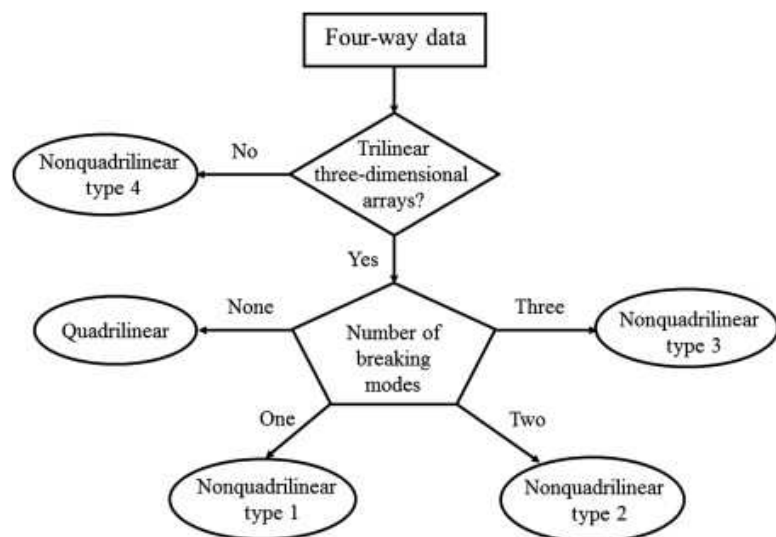 Four-way data
Trilinear
three-dimensional
arrays?
No
Nonquadrilinear
type 4
Yes
None
Quadrilinear
Number of
breaking
modes
Three
Nonquadrilinear
type 3
One
Nonquadrilinear
type 1
Two
Nonquadrilinear
type 2